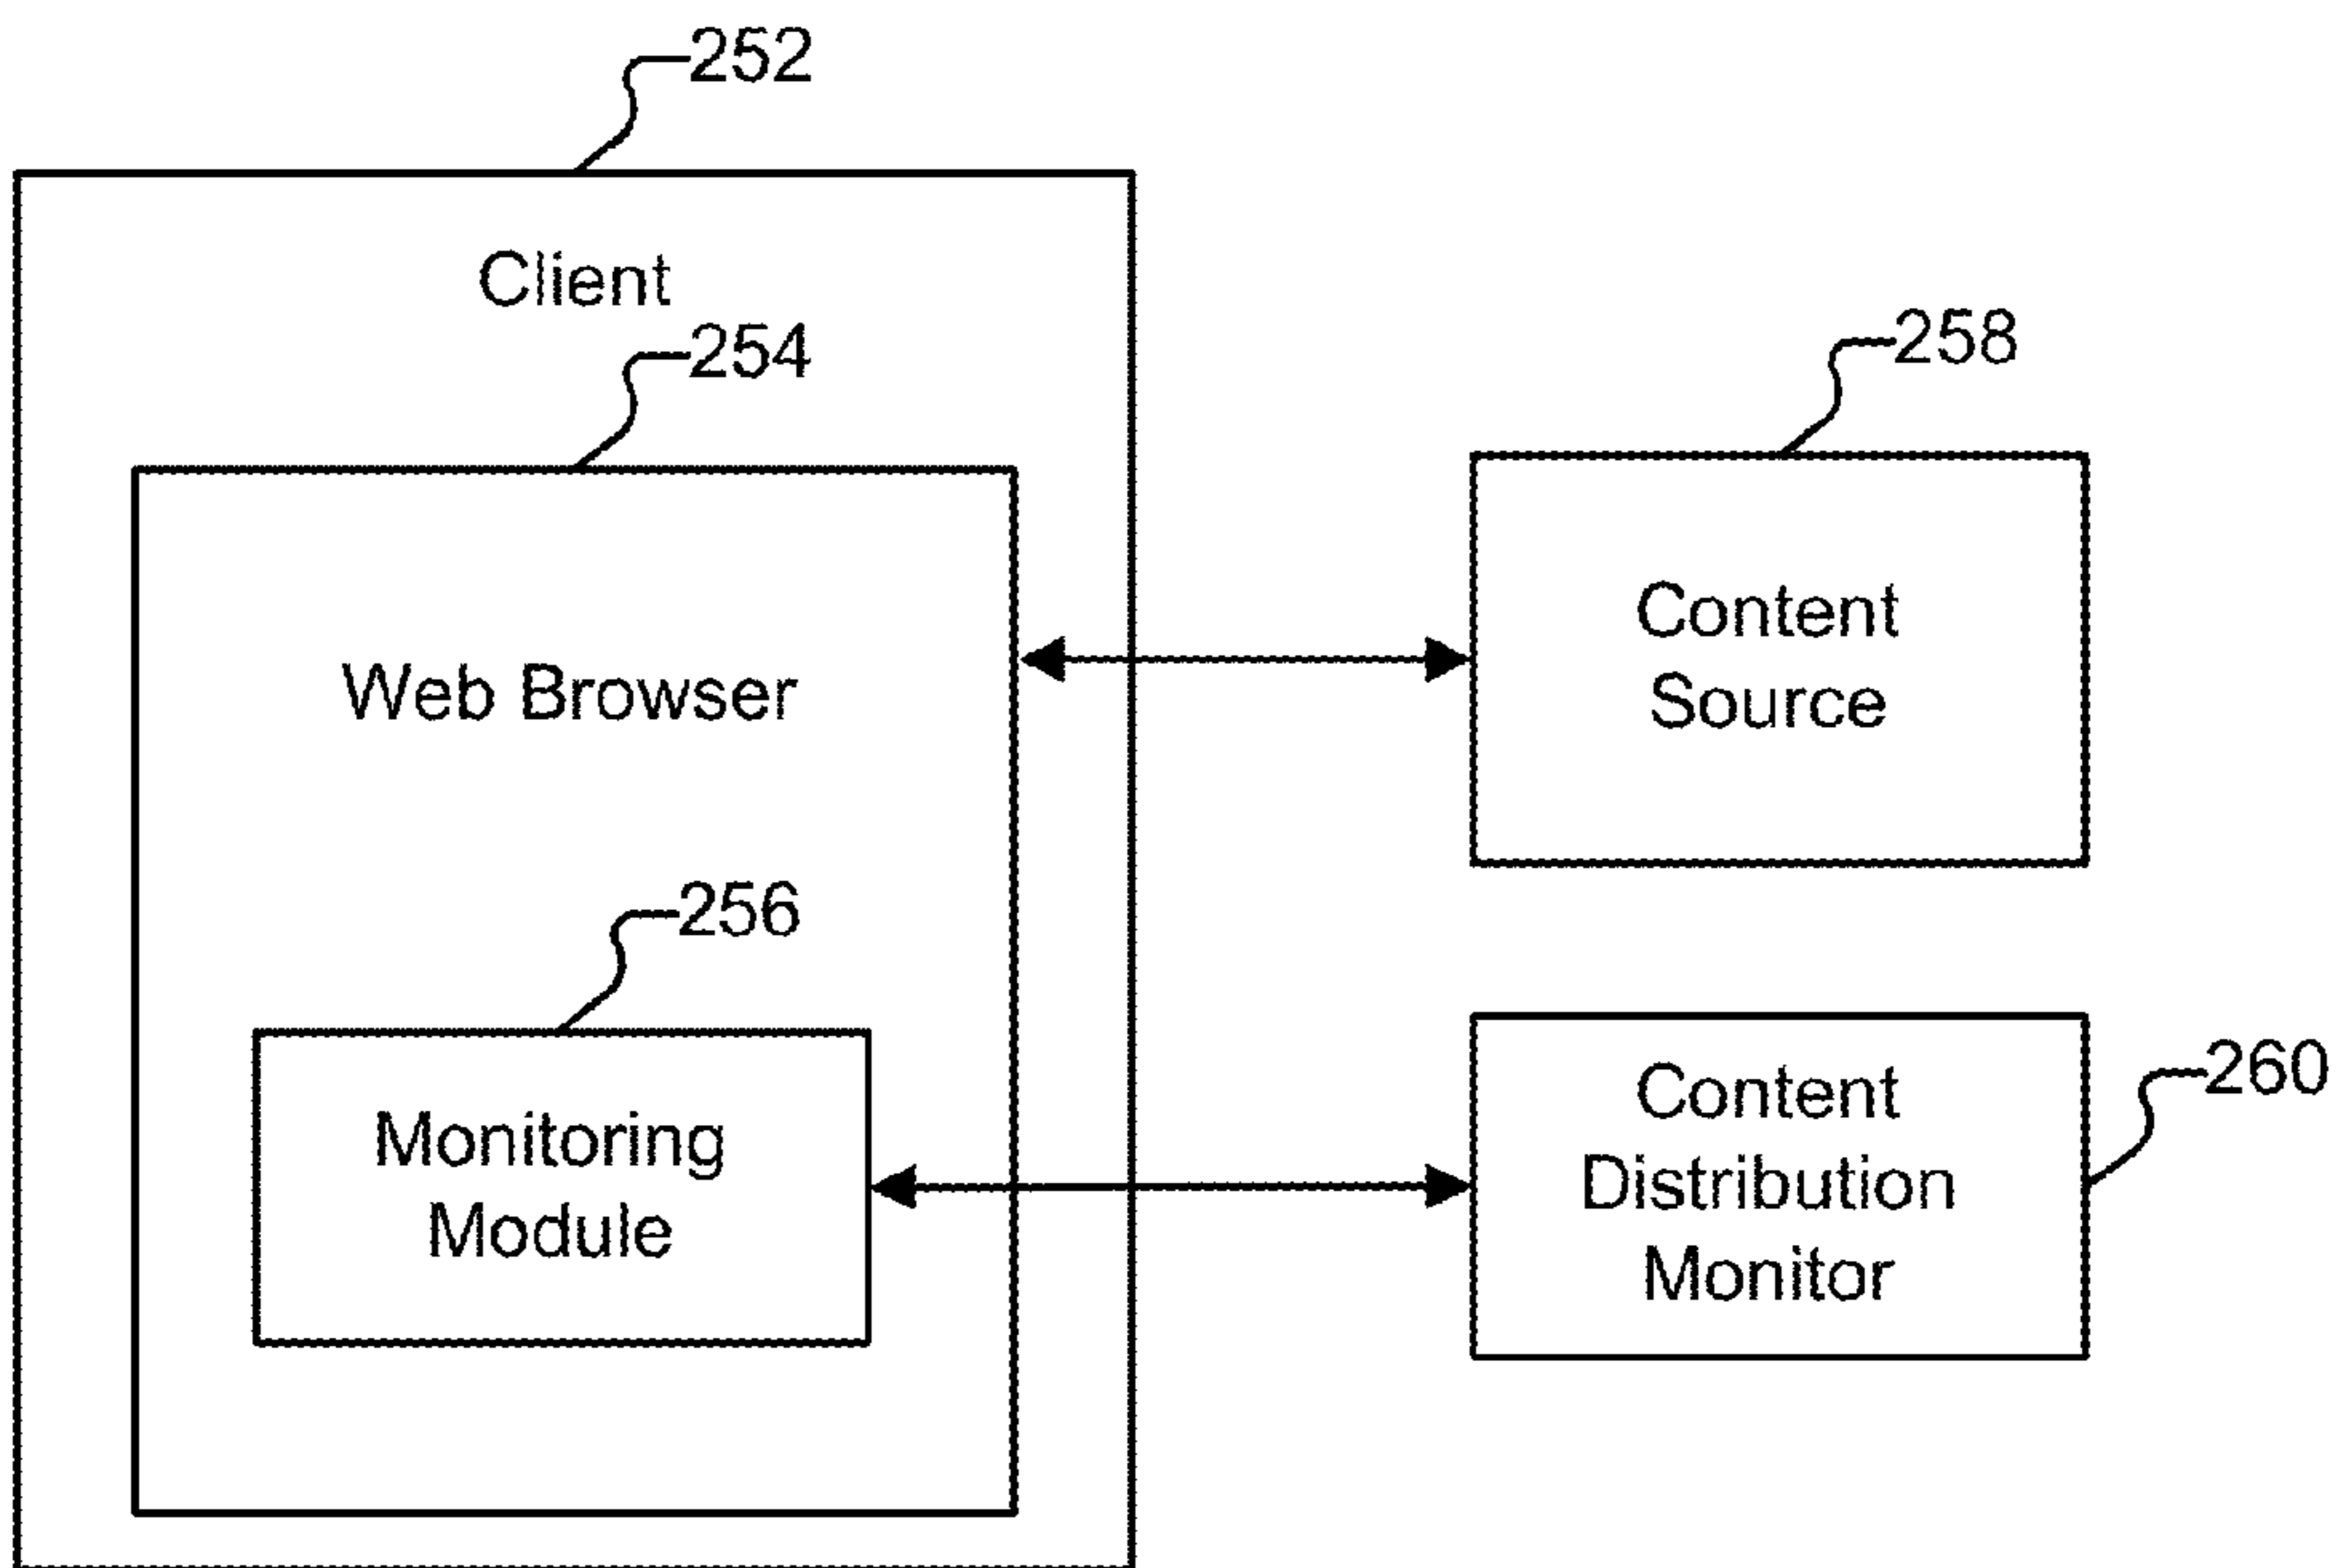 252
Client
254
Web Browser
256
Monitoring
Module
258
Content
Source
Content
Distribution
Monitor
260